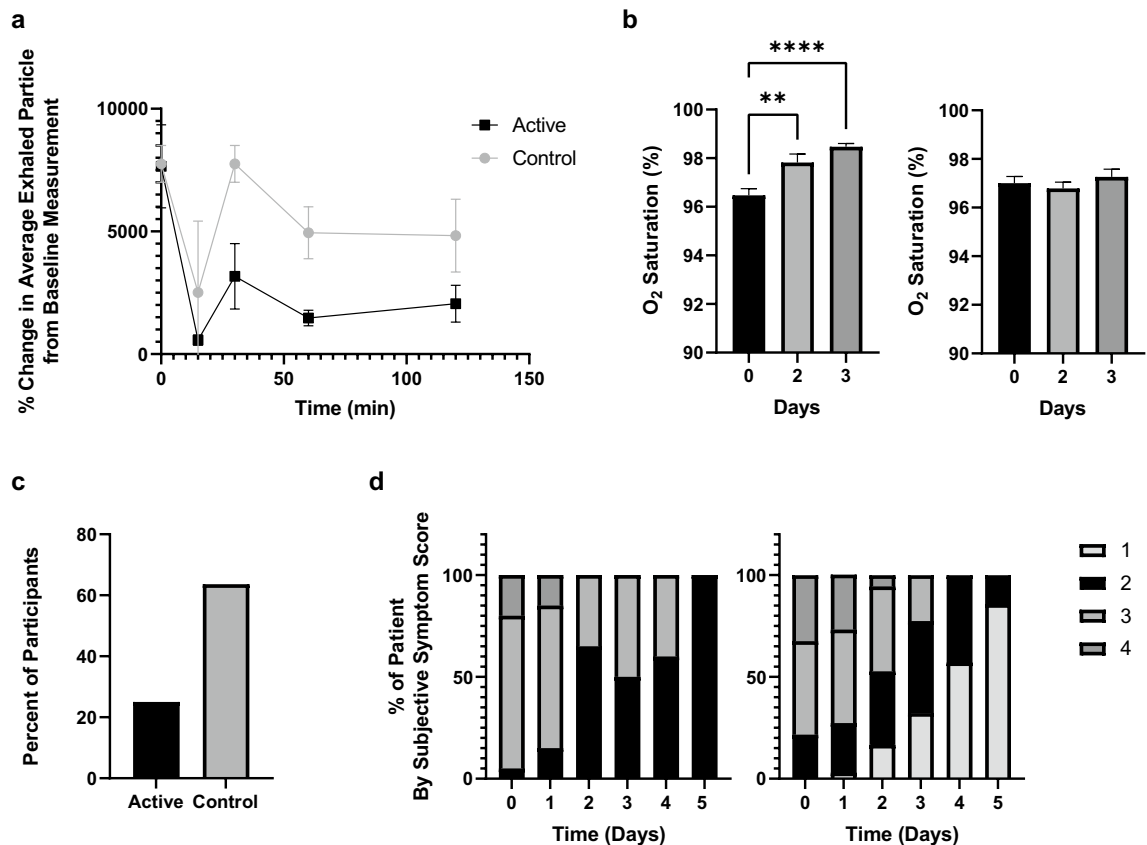 a
% Change in Average Exhaled Particle
from Baseline Measurement
10000
5000
0
0
50
100
150
Time (min)
Active
Control
b
****
**
O₂ Saturation (%)
100
98
96
94
92
90
0
2
3
Days
O₂ Saturation (%)
100
98
96
94
92
90
0
2
3
Days
c
Percent of Participants
80
60
40
20
0
Active
Control
d
% of Patient
By Subjective Symptom Score
100
50
0
0
1
2
3
4
5
Time (Days)
100
50
0
0
1
2
3
4
5
Time (Days)
1
2
3
4